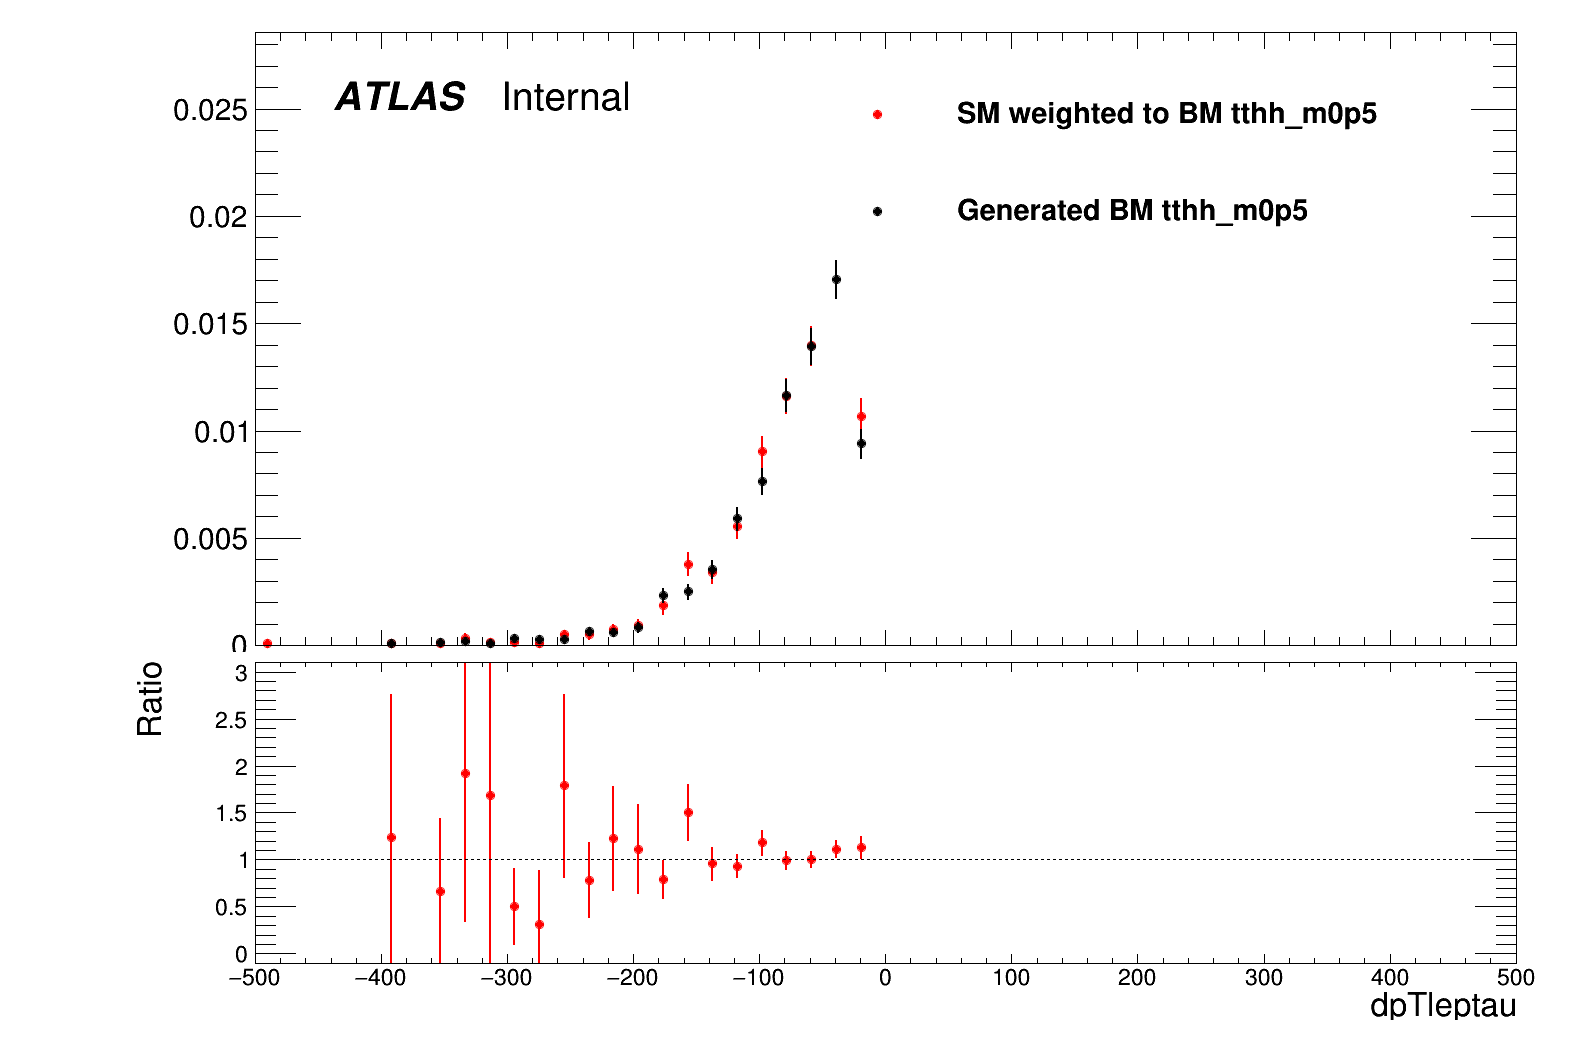 ATLAS Internal
SM weighted to BM tthh_m0p5
Generated BM tthh_m0p5
0.025
0.02
0.015
0.01
0.005
0
Ratio
3
2.5
2
1.5
1
0.5
0
−500 −400 −300 −200 −100 0 100 200 300 400 500
dpTleptau